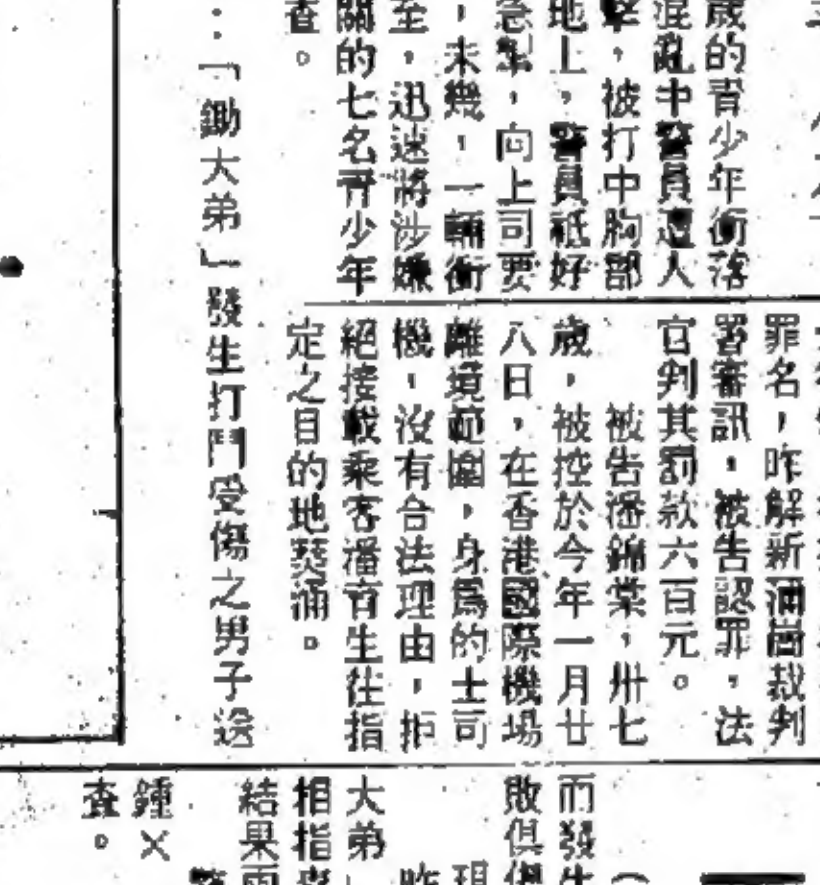 歲的青少年衝落
混亂中警員遭人
擊,被打中胸部
地上,警員祗好
急掣,向上司要
,未幾,一輛衝
至,迅速將涉嫌
關的七名青少年
查。
罪名,昨解新蒲崗裁判
署審訊,被告認罪,法
官判其罰款六百元。
被告潘錦棠,卅七
歲,被控於今年一月廿
八日,在香港國際機場
離境範圍,身爲的士司
機,沒有合法理由,拒
絕接載乘客潘育生往指
定之目的地葵涌。
:「鋤大弟」發生打鬥受傷之男子送
而發生
敗俱傷
現
昨
大弟」
相指
結果兩
警
鍾×
查。